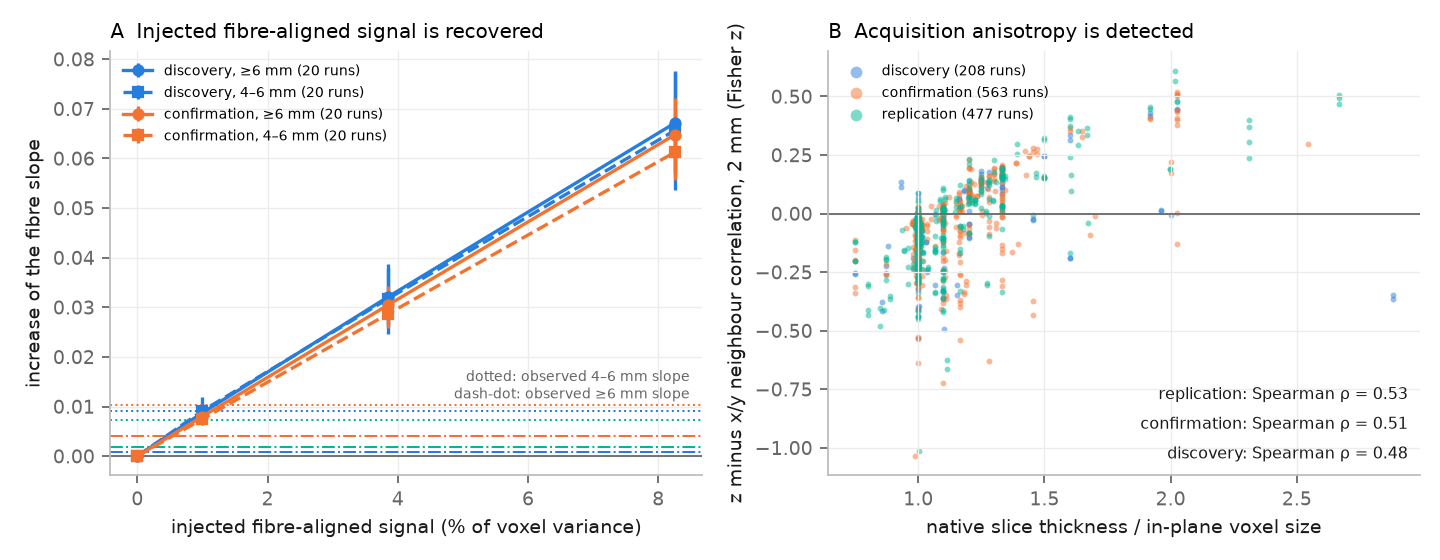 A Injected fibre-aligned signal is recovered
increase of the fibre slope
0.08
0.07
0.06
0.05
0.04
0.03
0.02
0.01
0.00
discovery, ≥6 mm (20 runs)
discovery, 4–6 mm (20 runs)
confirmation, ≥6 mm (20 runs)
confirmation, 4–6 mm (20 runs)
dotted: observed 4–6 mm slope
dash-dot: observed ≥6 mm slope
0 2 4 6 8
injected fibre-aligned signal (% of voxel variance)
B Acquisition anisotropy is detected
z minus x/y neighbour correlation, 2 mm (Fisher z)
0.50
0.25
0.00
−0.25
−0.50
−0.75
−1.00
discovery (208 runs)
confirmation (563 runs)
replication (477 runs)
replication: Spearman ρ = 0.53
confirmation: Spearman ρ = 0.51
discovery: Spearman ρ = 0.48
1.0 1.5 2.0 2.5
native slice thickness / in-plane voxel size